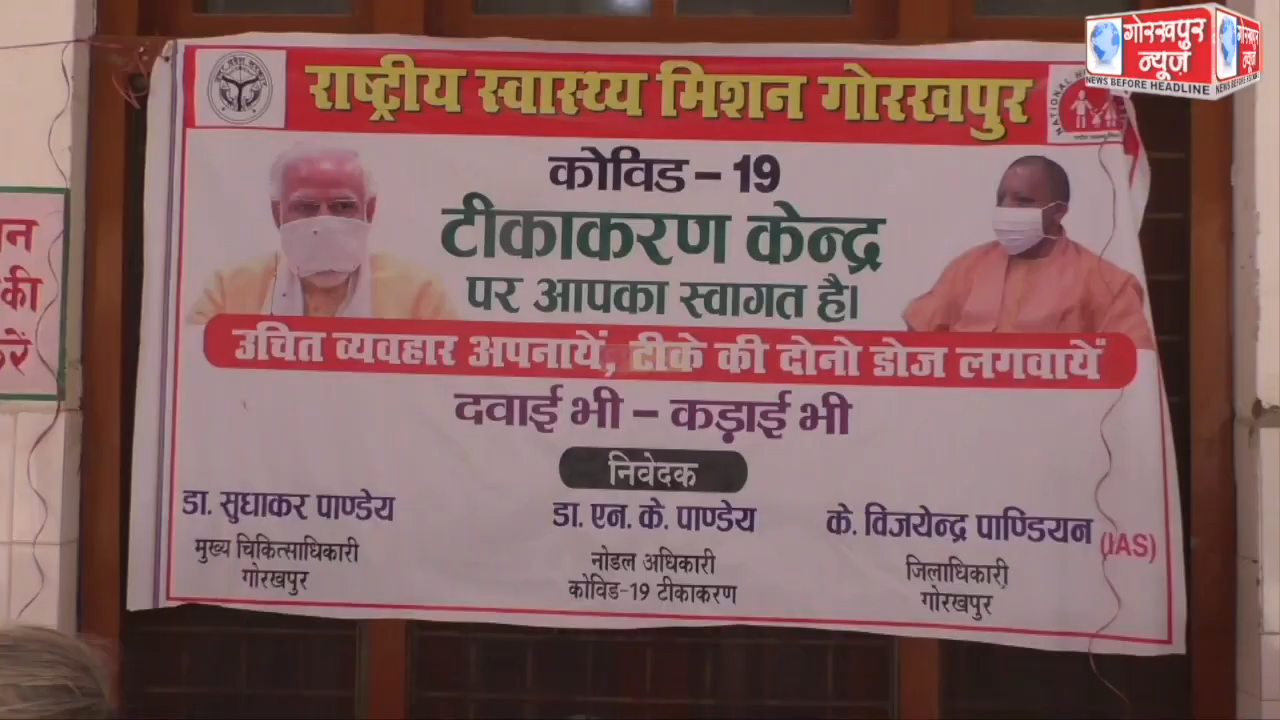 गोरखपुर
न्यूज़
NEWS BEFORE HEADLINE
राष्ट्रीय स्वास्थ्य मिशन गोरखपुर
कोविड – 19
टीकाकरण केन्द्र
पर आपका स्वागत है।
उचित व्यवहार अपनायें, टीके की दोनो डोज लगवायें
दवाई भी – कड़ाई भी
निवेदक
डा. सुधाकर पाण्डेय
मुख्य चिकित्साधिकारी
गोरखपुर
डा. एन. के. पाण्डेय
नोडल अधिकारी
कोविड-19 टीकाकरण
के. विजयेन्द्र पाण्डियन (IAS)
जिलाधिकारी
गोरखपुर
की